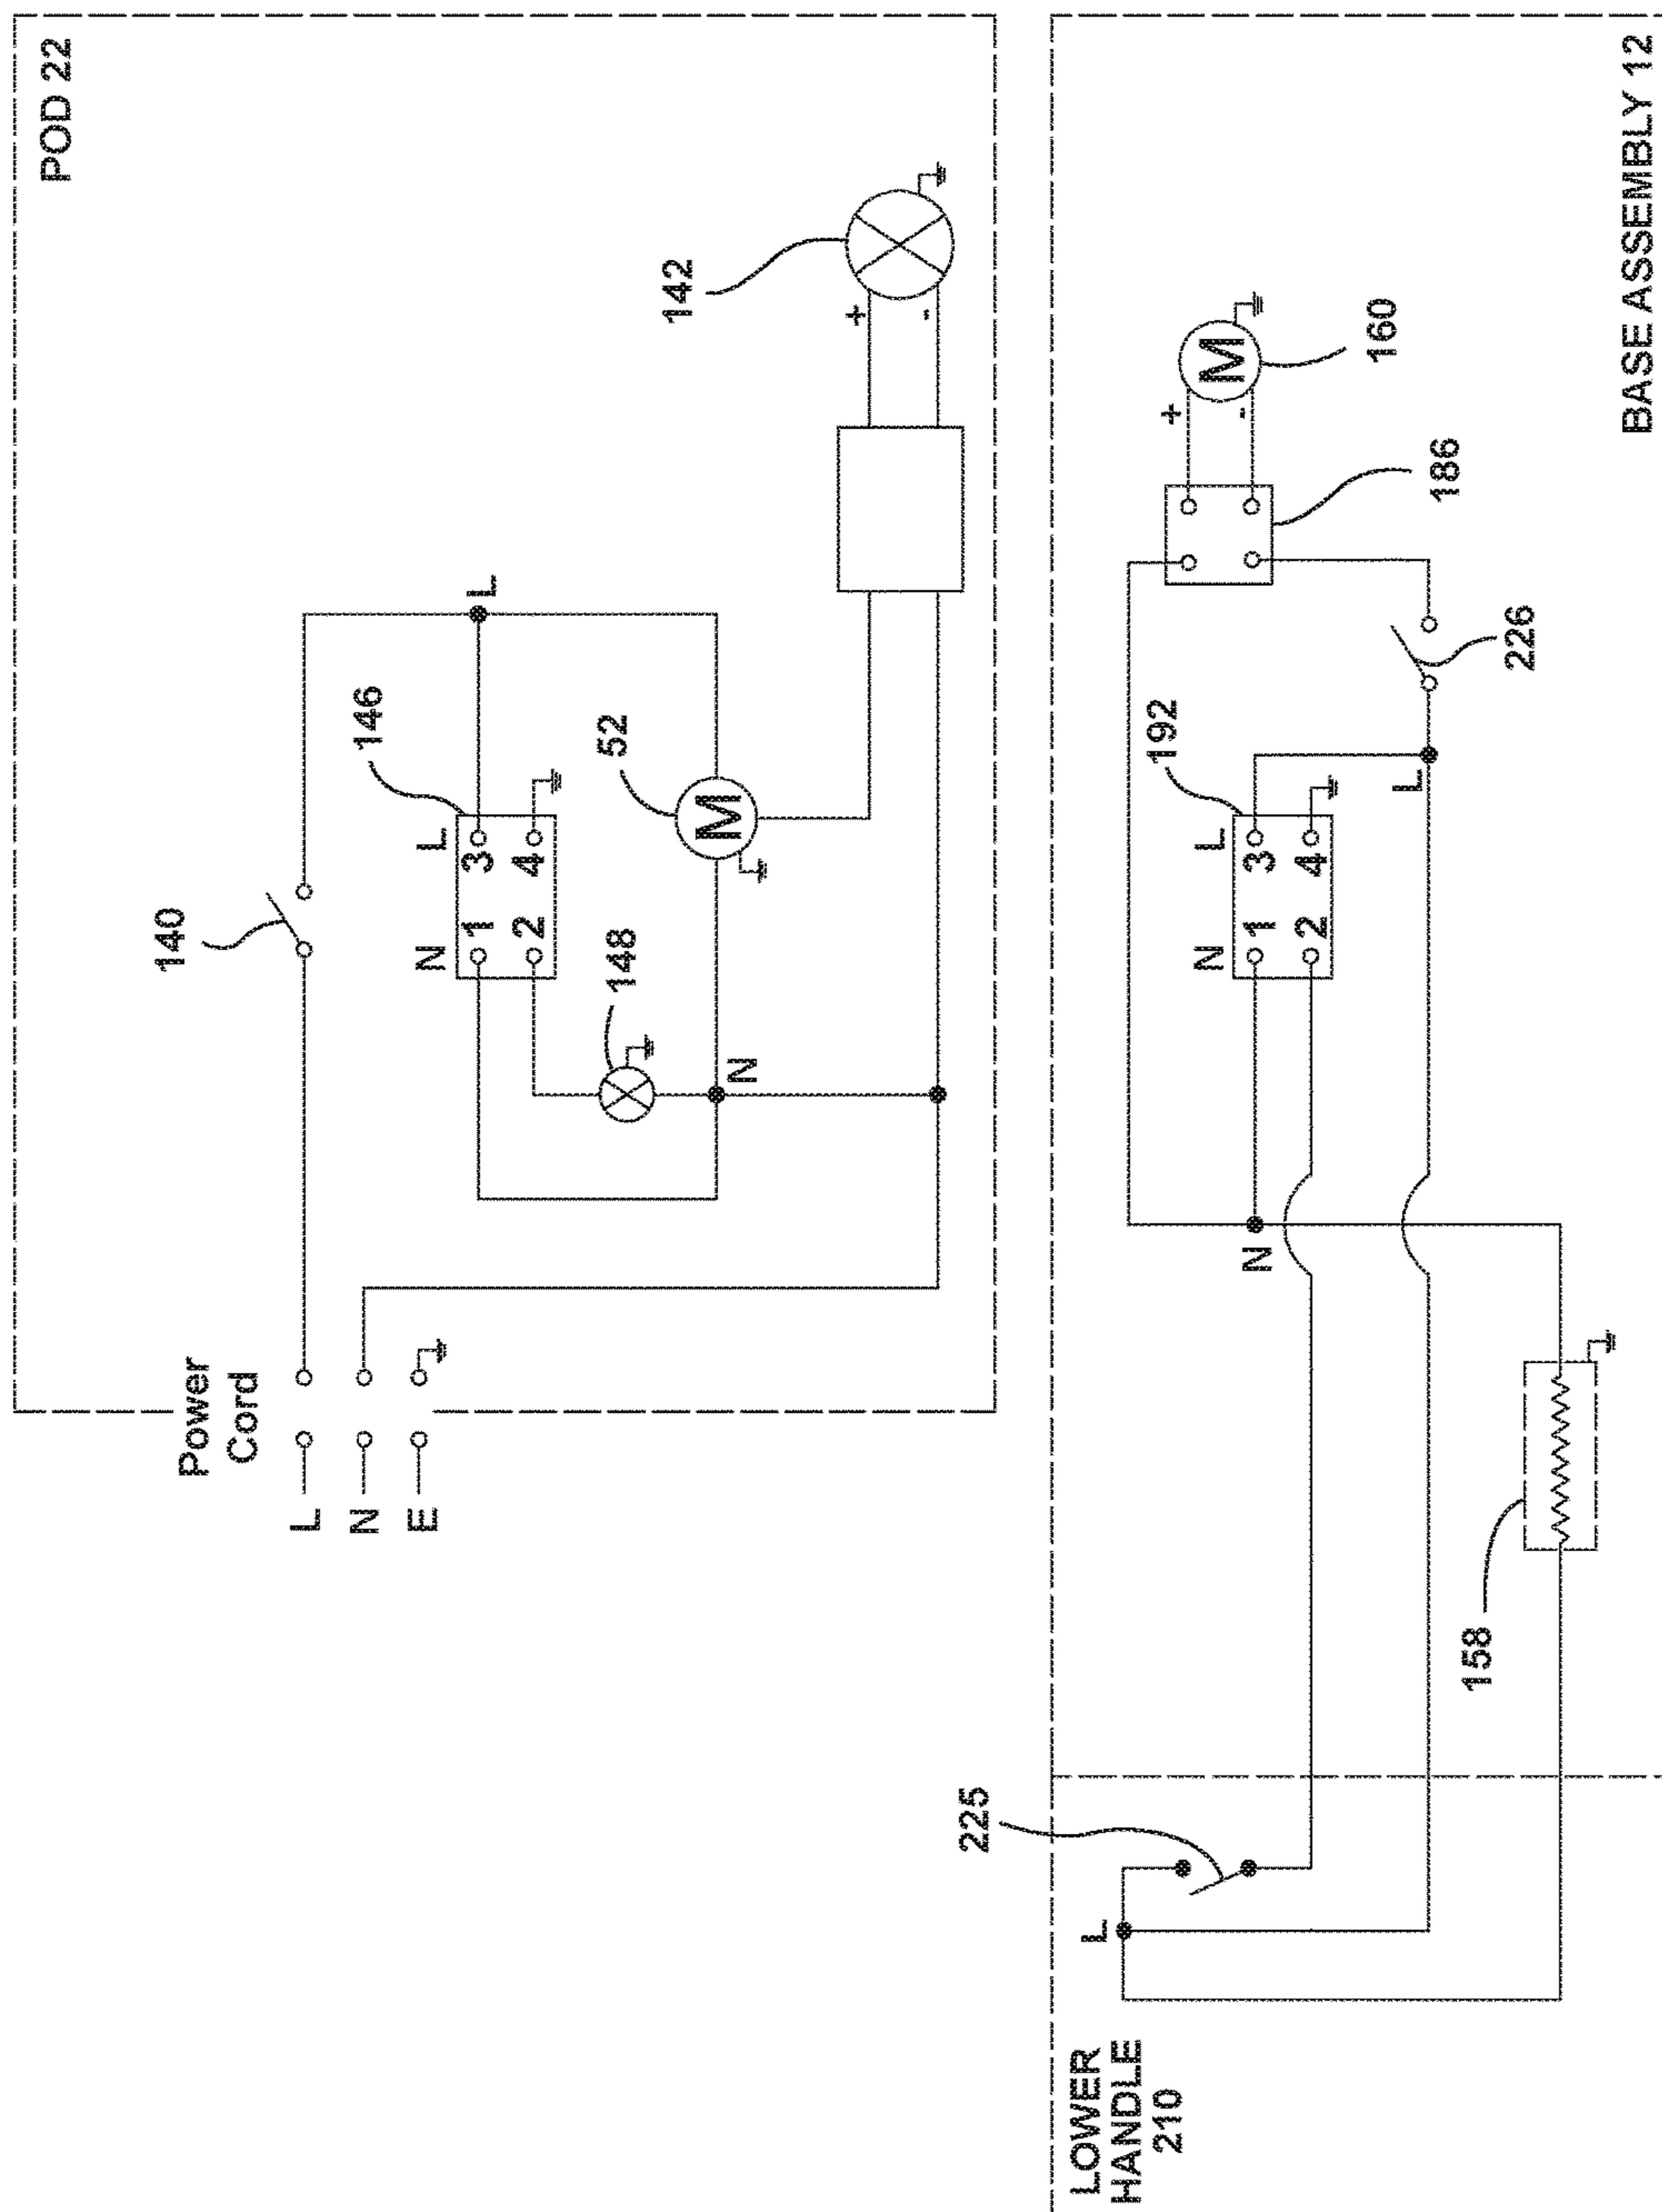 POD 22
Power
Cord
L
N
E
140
146
N
L
1
3
2
4
L
148
52
M
N
142
+
-
LOWER
HANDLE
210
L
225
158
N
192
N
L
1
3
2
4
L
226
186
+
-
M
160
BASE ASSEMBLY 12